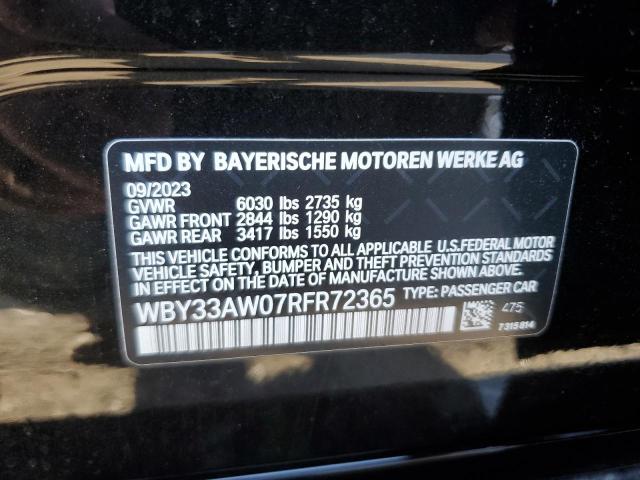 MFD BY BAYERISCHE MOTOREN WERKE AG
09/2023
GVWR 6030 lbs 2735 kg
GAWR FRONT 2844 lbs 1290 kg
GAWR REAR 3417 lbs 1550 kg
THIS VEHICLE CONFORMS TO ALL APPLICABLE U.S.FEDERAL MOTOR
VEHICLE SAFETY, BUMPER AND THEFT PREVENTION STANDARDS
IN EFFECT ON THE DATE OF MANUFACTURE SHOWN ABOVE.
WBY33AW07RFR72365 TYPE: PASSENGER CAR
475
7315814